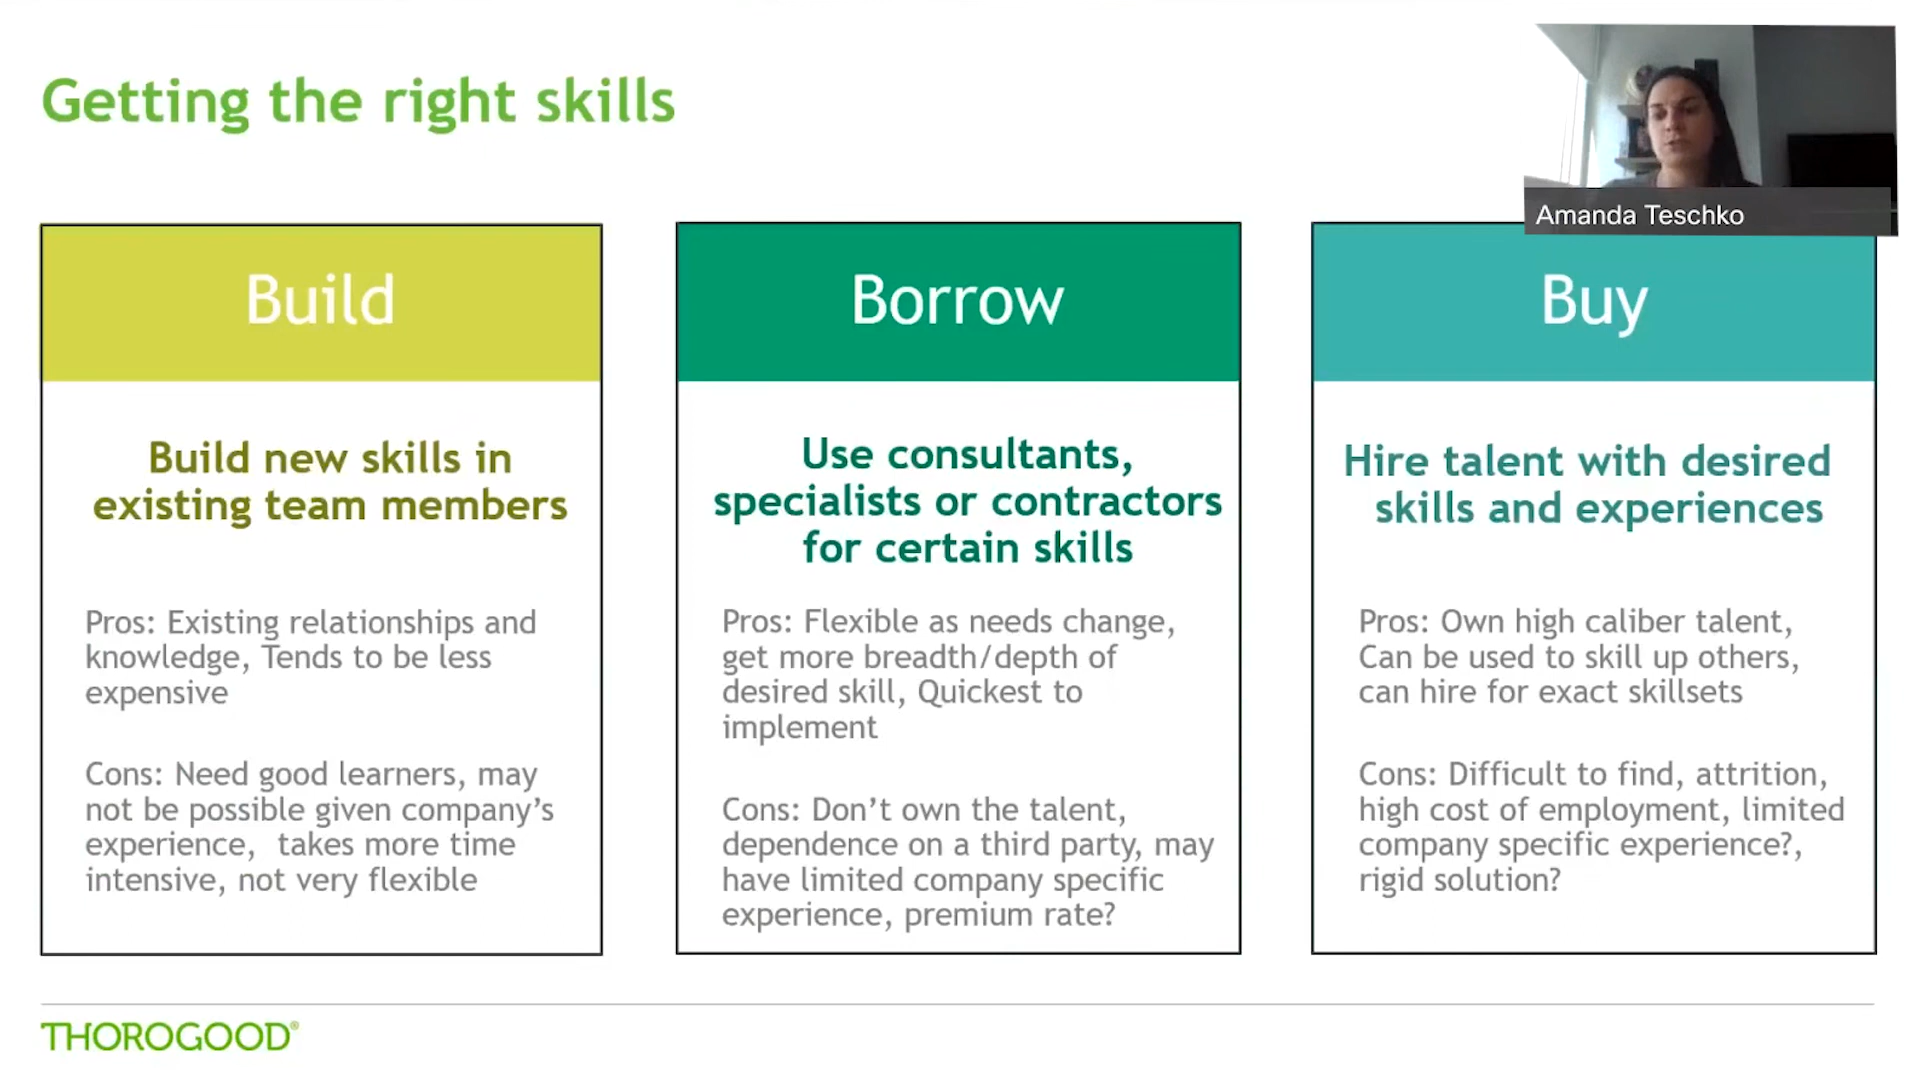 Getting the right skills
Amanda Teschko
Build
Build new skills in
existing team members
Pros: Existing relationships and
knowledge, Tends to be less
expensive
Cons: Need good learners, may
not be possible given company’s
experience,  takes more time
intensive, not very flexible
Borrow
Use consultants,
specialists or contractors
for certain skills
Pros: Flexible as needs change,
get more breadth/depth of
desired skill, Quickest to
implement
Cons: Don’t own the talent,
dependence on a third party, may
have limited company specific
experience, premium rate?
Buy
Hire talent with desired
skills and experiences
Pros: Own high caliber talent,
Can be used to skill up others,
can hire for exact skillsets
Cons: Difficult to find, attrition,
high cost of employment, limited
company specific experience?,
rigid solution?
THOROGOOD®